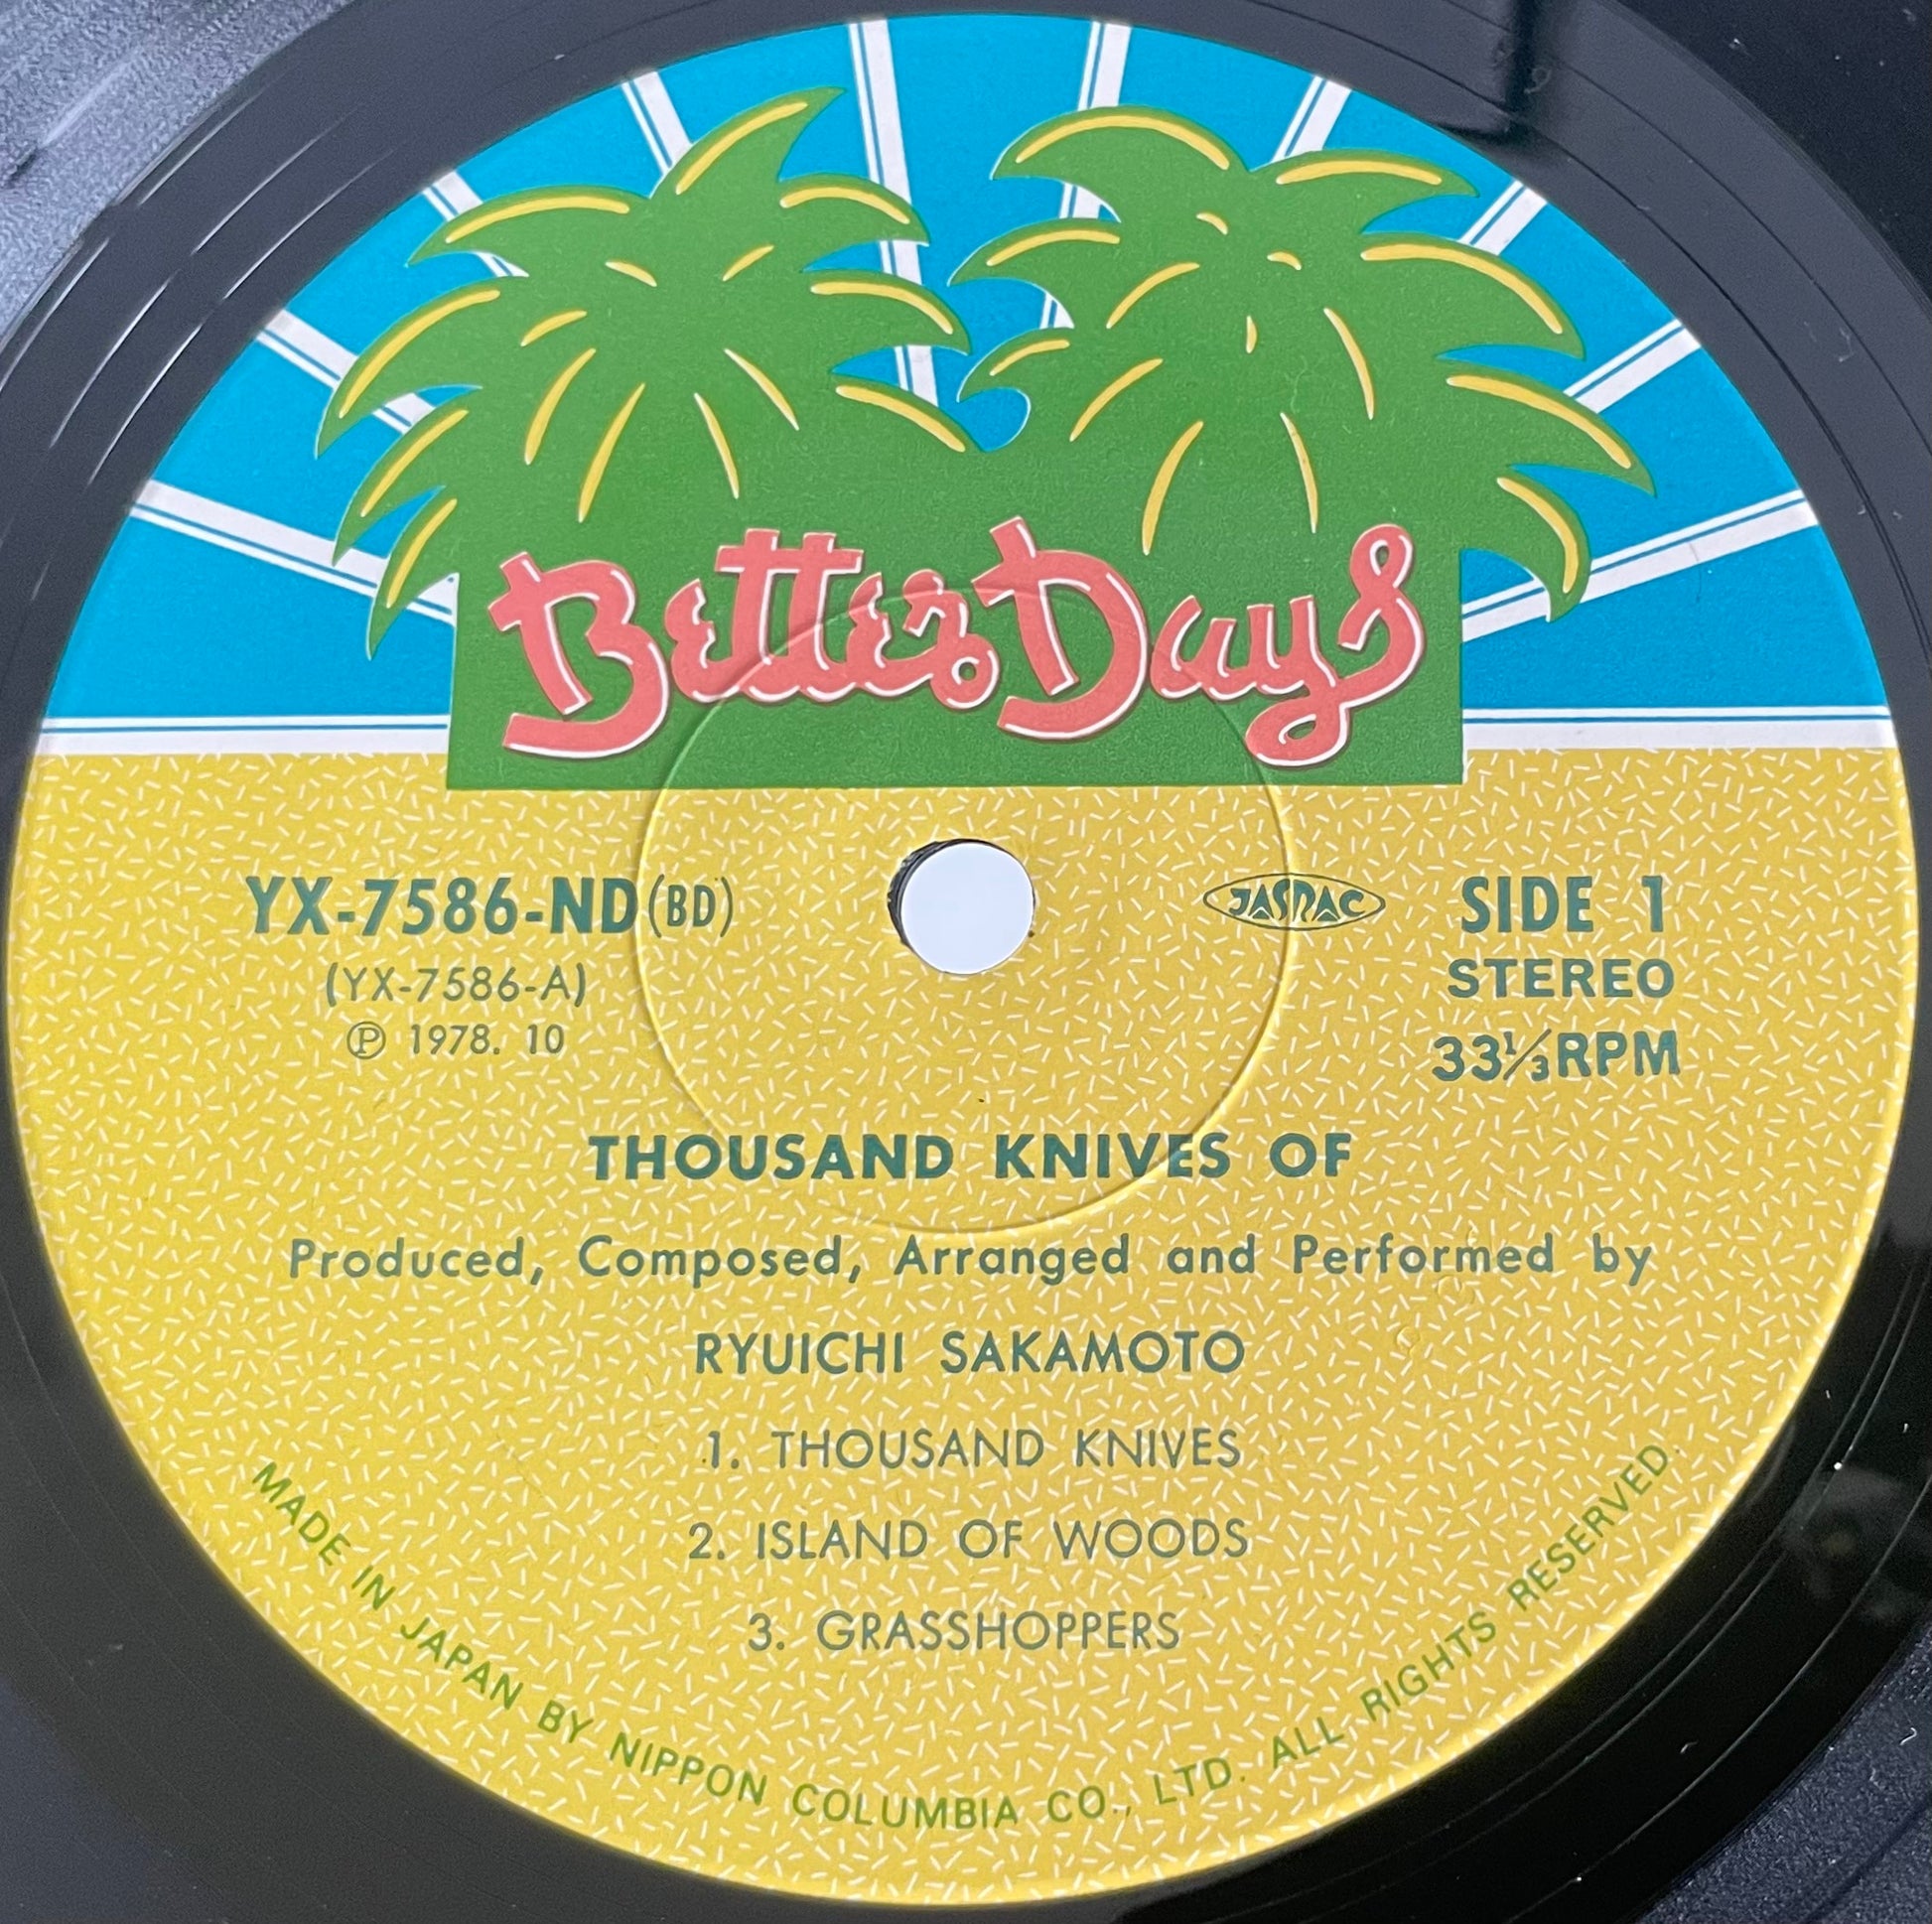 Better Days
YX-7586-ND(BD)
(YX-7586-A)
Ⓟ 1978. 10
JASRAC
SIDE 1
STEREO
33⅓RPM
THOUSAND KNIVES OF
Produced, Composed, Arranged and Performed by
RYUICHI SAKAMOTO
1. THOUSAND KNIVES
2. ISLAND OF WOODS
3. GRASSHOPPERS
MADE IN JAPAN BY NIPPON COLUMBIA CO., LTD. ALL RIGHTS RESERVED.